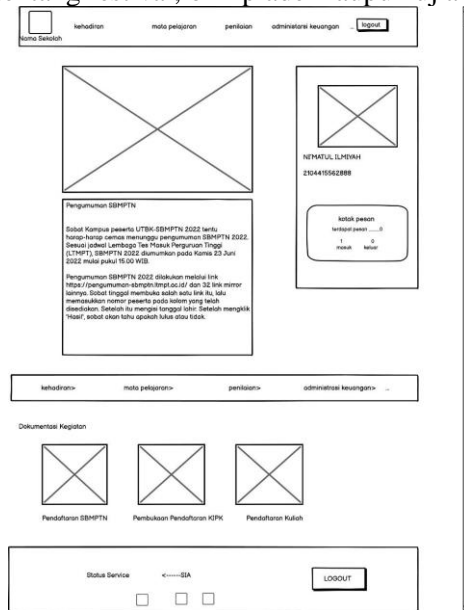 Nama Sekolah
kehadiran mata pelajaran penilaian administarsi keuangan .. logout
NI'MATUL ILMIYAH
2104415562888
kotak pesan
terdapat pesan ......0
1 0
masuk keluar
Pengumuman SBMPTN
Sobat Kampus peserta UTBK-SBMPTN 2022 tentu
harap-harap cemas menunggu pengumuman SBMPTN 2022.
Sesuai jadwal Lembaga Tes Masuk Perguruan Tinggi
(LTMPT), SBMPTN 2022 diumumkan pada Kamis 23 Juni
2022 mulai pukul 15.00 WIB.
Pengumuman SBMPTN 2022 dilakukan melalui link
https://pengumuman-sbmptn.ltmpt.ac.id/ dan 32 link mirror
lainnya. Sobat tinggal membuka salah satu link itu, lalu
memasukkan nomor peserta pada kolom yang telah
disediakan. Setelah itu mengisi tanggal lahir. Setelah mengklik
'Hasil', sobat akan tahu apakah lulus atau tidak.
kehadiran> mata pelajaran> penilaian> administrasi keuangan> ..
Dokumentasi Kegiatan
Pendaftaran SBMPTN Pembukaan Pendaftaran KIPK Pendaftaran Kuliah
Status Service <------SIA LOGOUT